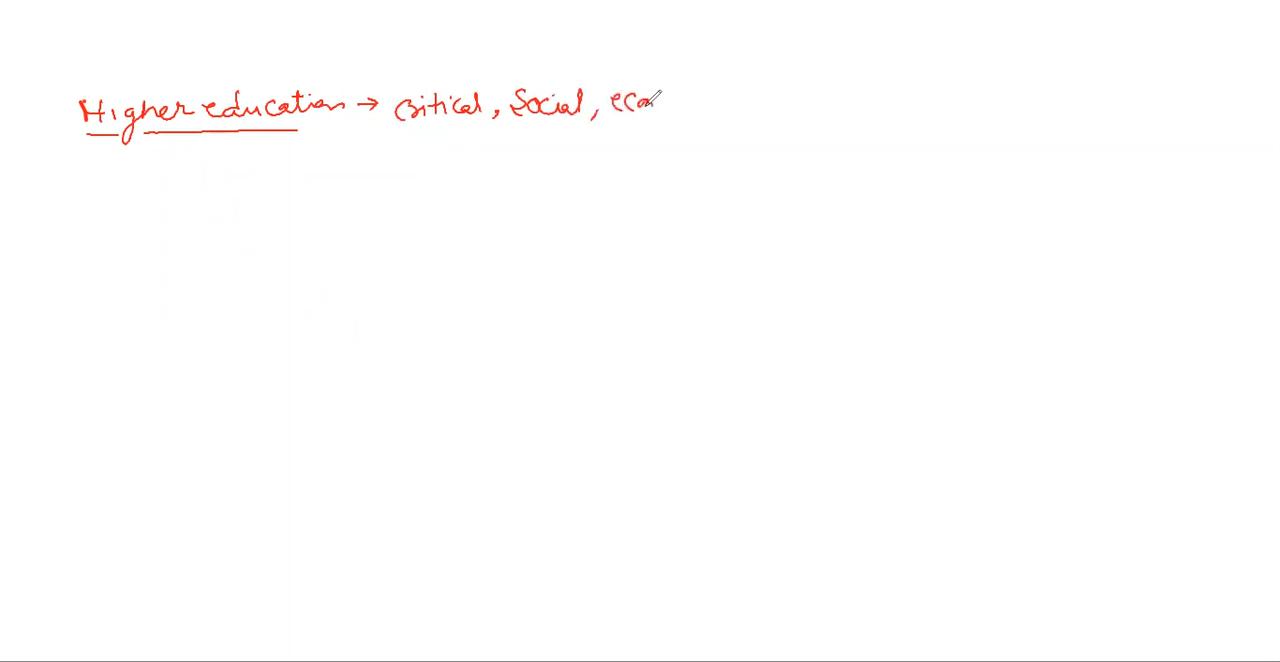 Higher education → critical, Social, eco